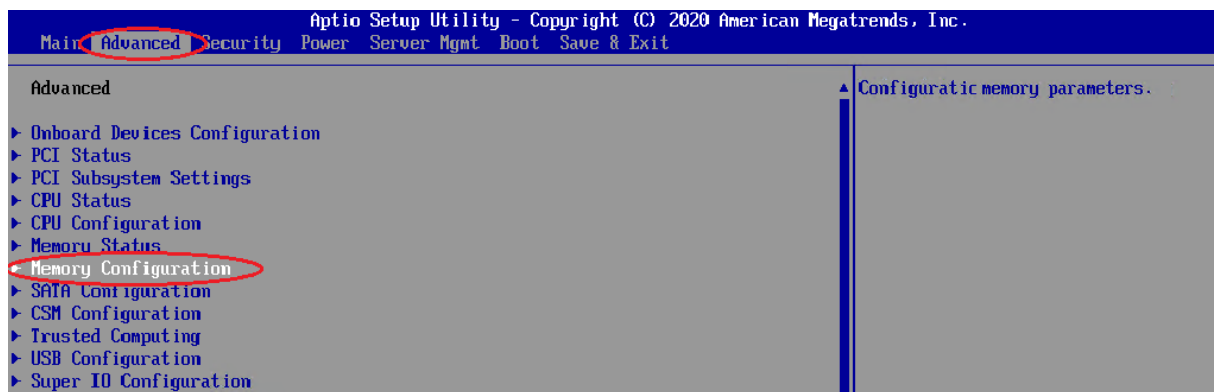 Aptio Setup Utility - Copyright (C) 2020 American Megatrends, Inc.
Main Advanced Security Power Server Mgmt Boot Save & Exit
Advanced
Configuratic memory parameters.
Onboard Devices Configuration
PCI Status
PCI Subsystem Settings
CPU Status
CPU Configuration
Memory Status
Memory Configuration
SATA Configuration
CSM Configuration
Trusted Computing
USB Configuration
Super IO Configuration